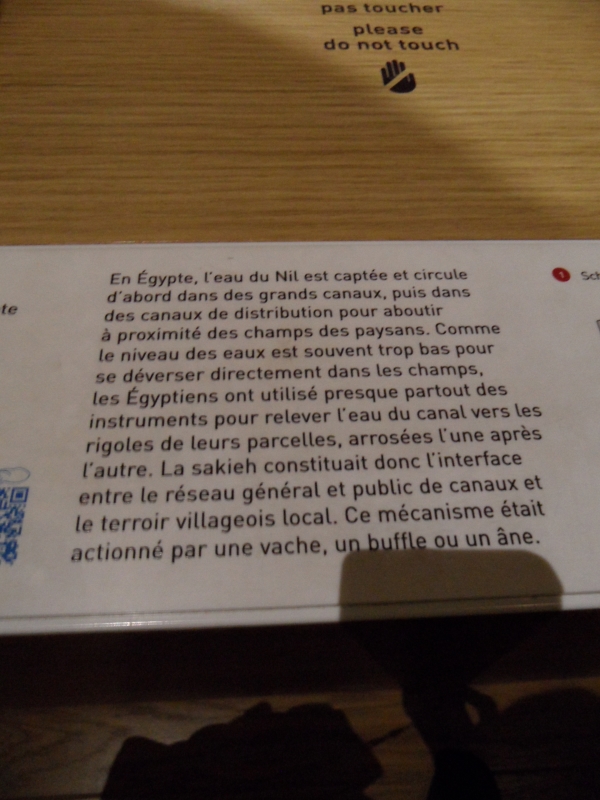 pas toucher
please
do not touch
En Égypte, l'eau du Nil est captée et circule
d'abord dans des grands canaux, puis dans
des canaux de distribution pour aboutir
à proximité des champs des paysans. Comme
le niveau des eaux est souvent trop bas pour
se déverser directement dans les champs,
les Égyptiens ont utilisé presque partout des
instruments pour relever l'eau du canal vers les
rigoles de leurs parcelles, arrosées l'une après
l'autre. La sakieh constituait donc l'interface
entre le réseau général et public de canaux et
le terroir villageois local. Ce mécanisme était
actionné par une vache, un buffle ou un âne.
1